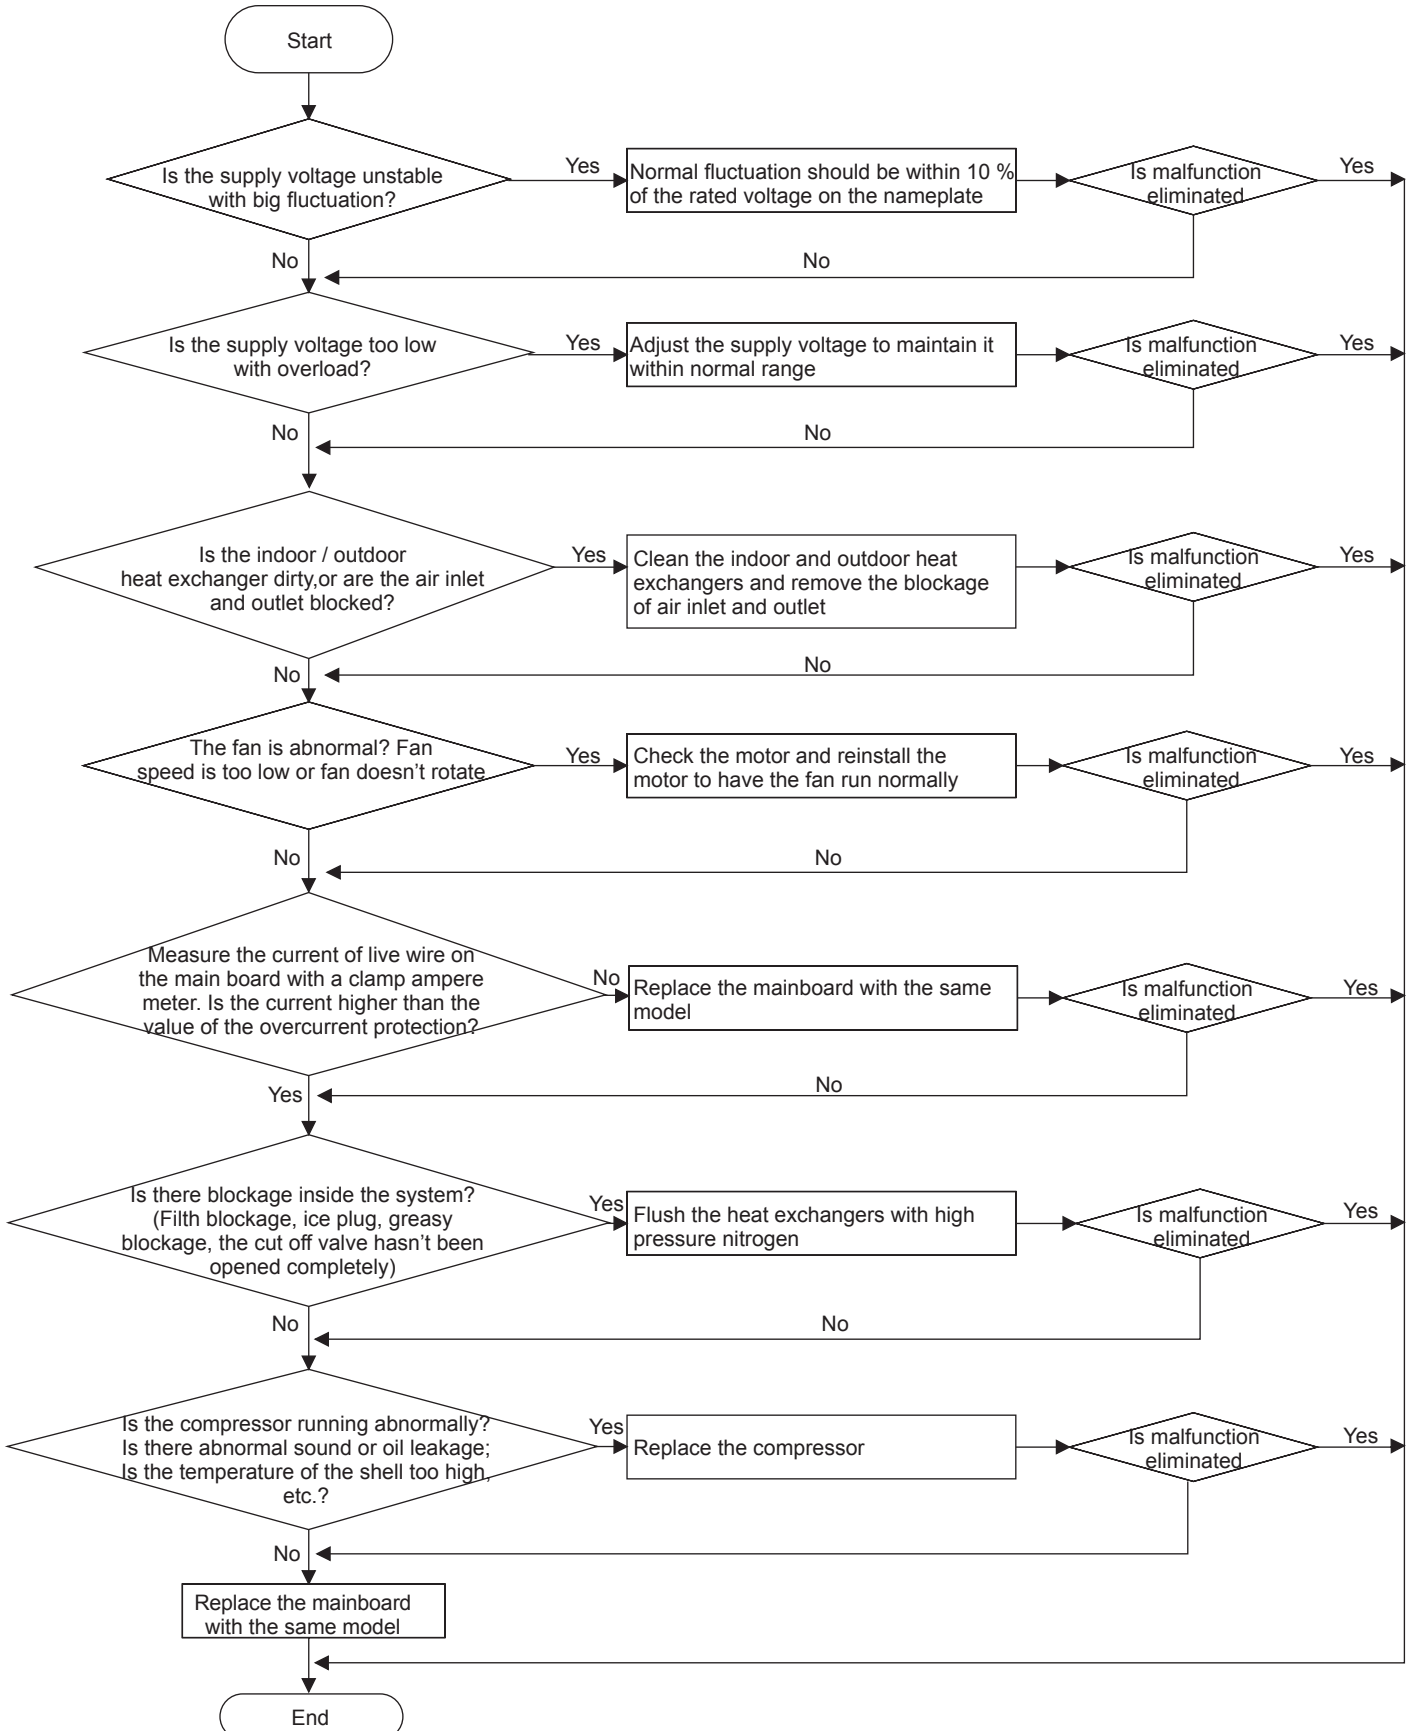 Start
Is the supply voltage unstable
with big fluctuation?
Yes
Normal fluctuation should be within 10 %
of the rated voltage on the nameplate
Is malfunction
eliminated
Yes
No
No
Is the supply voltage too low
with overload?
Yes
Adjust the supply voltage to maintain it
within normal range
Is malfunction
eliminated
Yes
No
No
Is the indoor / outdoor
heat exchanger dirty,or are the air inlet
and outlet blocked?
Yes
Clean the indoor and outdoor heat
exchangers and remove the blockage
of air inlet and outlet
Is malfunction
eliminated
Yes
No
No
The fan is abnormal? Fan
speed is too low or fan doesn’t rotate
Yes
Check the motor and reinstall the
motor to have the fan run normally
Is malfunction
eliminated
Yes
No
No
Measure the current of live wire on
the main board with a clamp ampere
meter. Is the current higher than the
value of the overcurrent protection?
No
Replace the mainboard with the same
model
Is malfunction
eliminated
Yes
Yes
No
Is there blockage inside the system?
(Filth blockage, ice plug, greasy
blockage, the cut off valve hasn’t been
opened completely)
Yes
Flush the heat exchangers with high
pressure nitrogen
Is malfunction
eliminated
Yes
No
No
Is the compressor running abnormally?
Is there abnormal sound or oil leakage;
Is the temperature of the shell too high,
etc.?
Yes
Replace the compressor
Is malfunction
eliminated
Yes
No
Replace the mainboard
with the same model
End